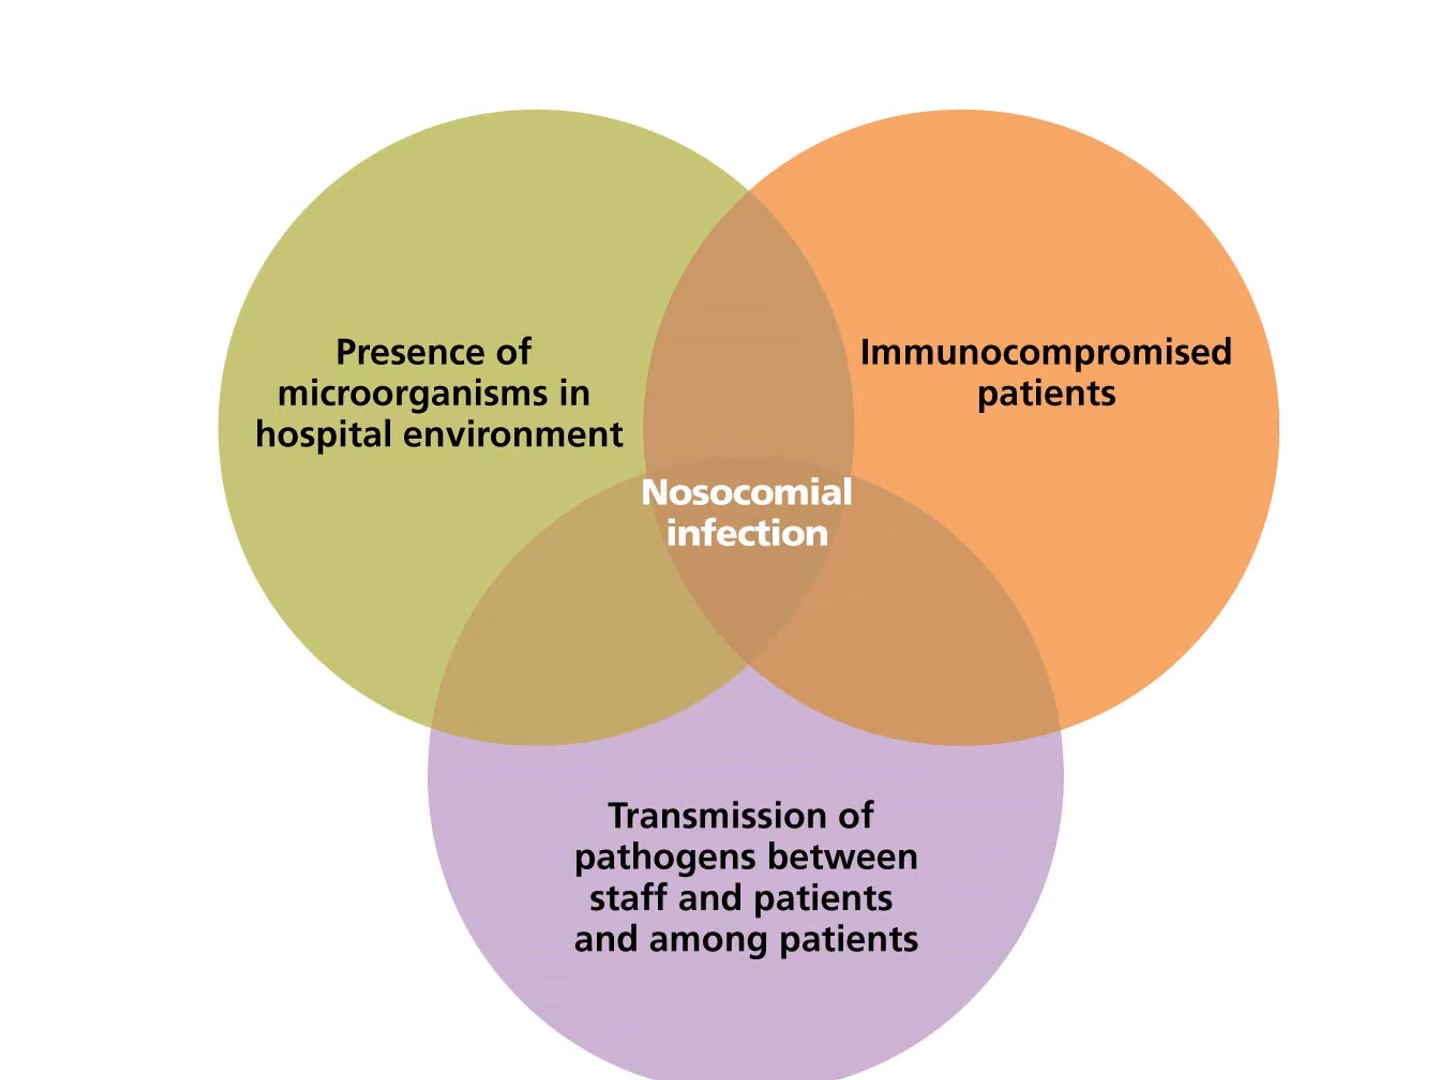 Presence of
microorganisms in
hospital environment
Immunocompromised
patients
Nosocomial
infection
Transmission of
pathogens between
staff and patients
and among patients